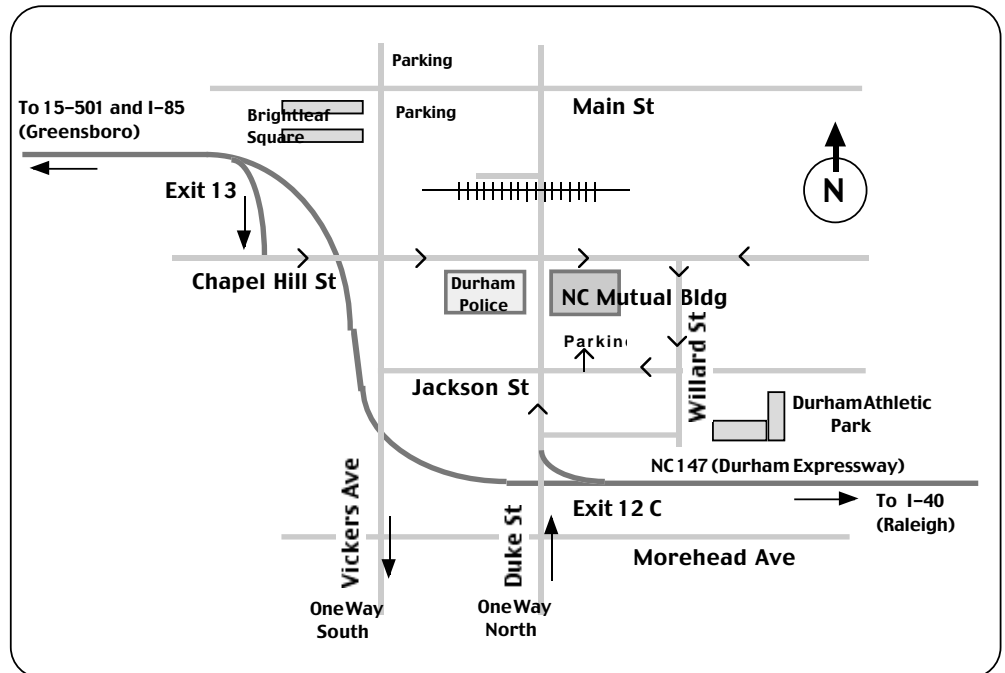 Parking
To 15-501 and I-85
(Greensboro)
Brightleaf
Square
Parking
Main St
Exit 13
N
Chapel Hill St
Durham
Police
NC Mutual Bldg
Parkin
Willard St
Jackson St
Durham Athletic
Park
NC 147 (Durham Expressway)
Vickers Ave
Duke St
Exit 12 C
To I-40
(Raleigh)
Morehead Ave
One Way
South
One Way
North